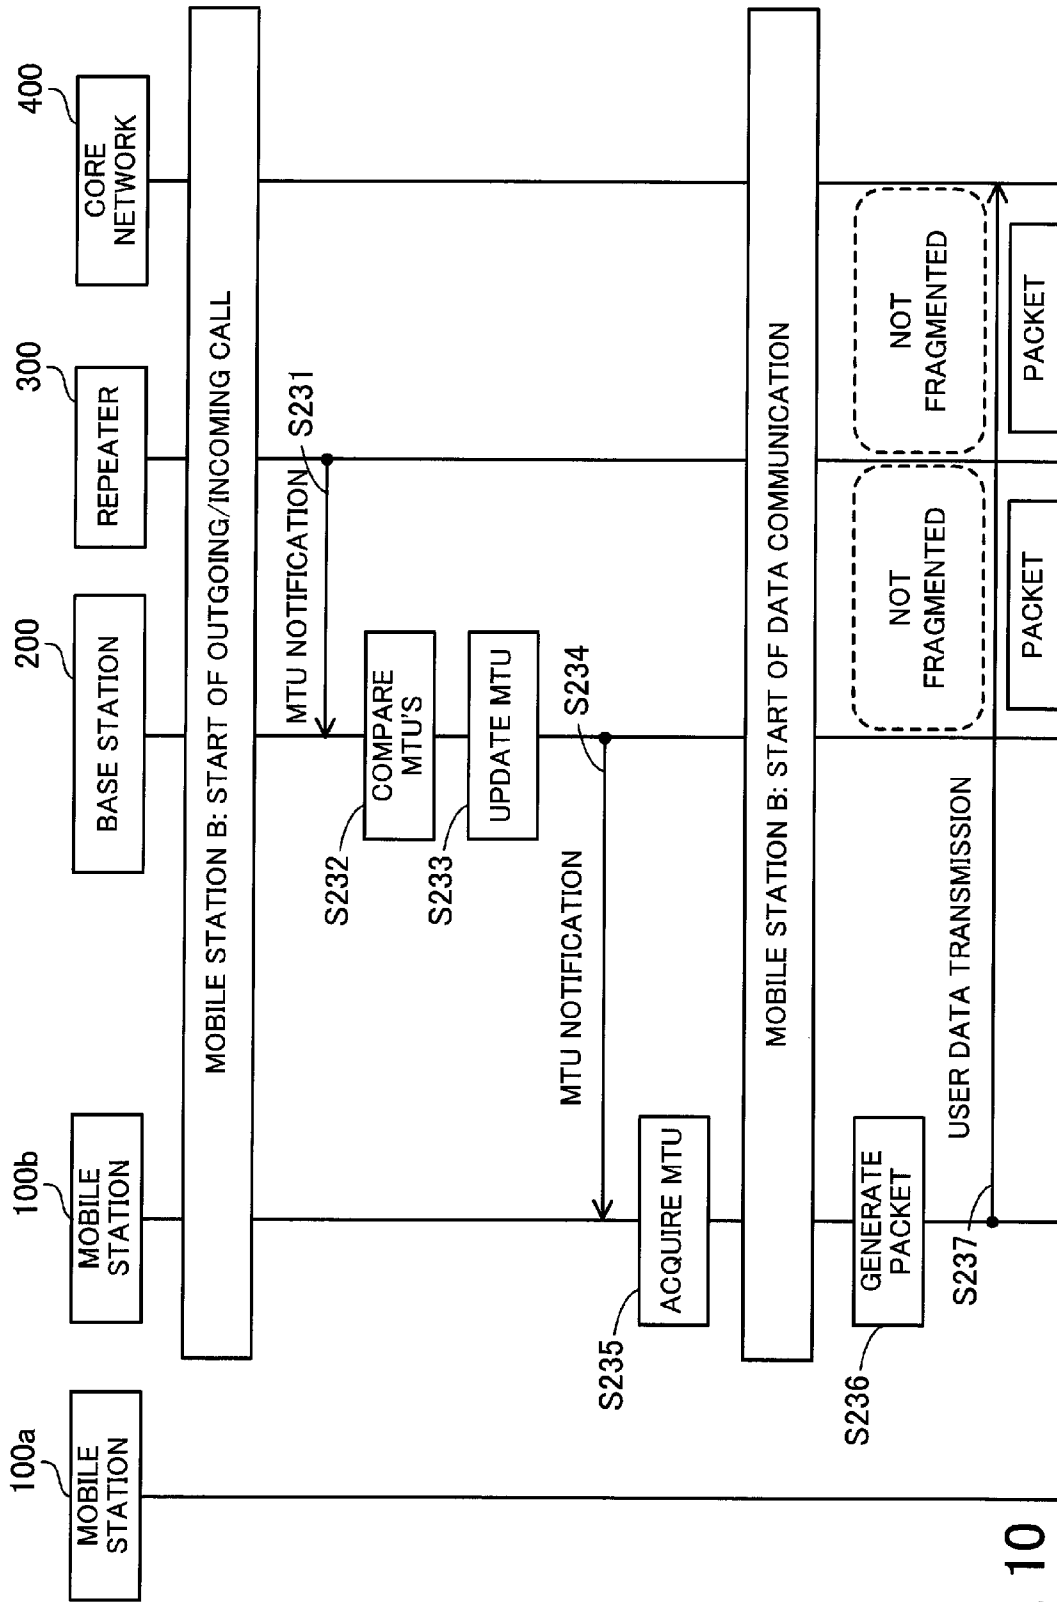 100a
MOBILE
STATION
100b
MOBILE
STATION
200
BASE STATION
300
REPEATER
400
CORE
NETWORK
MOBILE STATION B: START OF OUTGOING/INCOMING CALL
MTU NOTIFICATION
S231
S232
COMPARE
MTU'S
S233
UPDATE MTU
MTU NOTIFICATION
S234
S235
ACQUIRE MTU
MOBILE STATION B: START OF DATA COMMUNICATION
S236
GENERATE
PACKET
NOT
FRAGMENTED
NOT
FRAGMENTED
S237
USER DATA TRANSMISSION
PACKET
PACKET
10